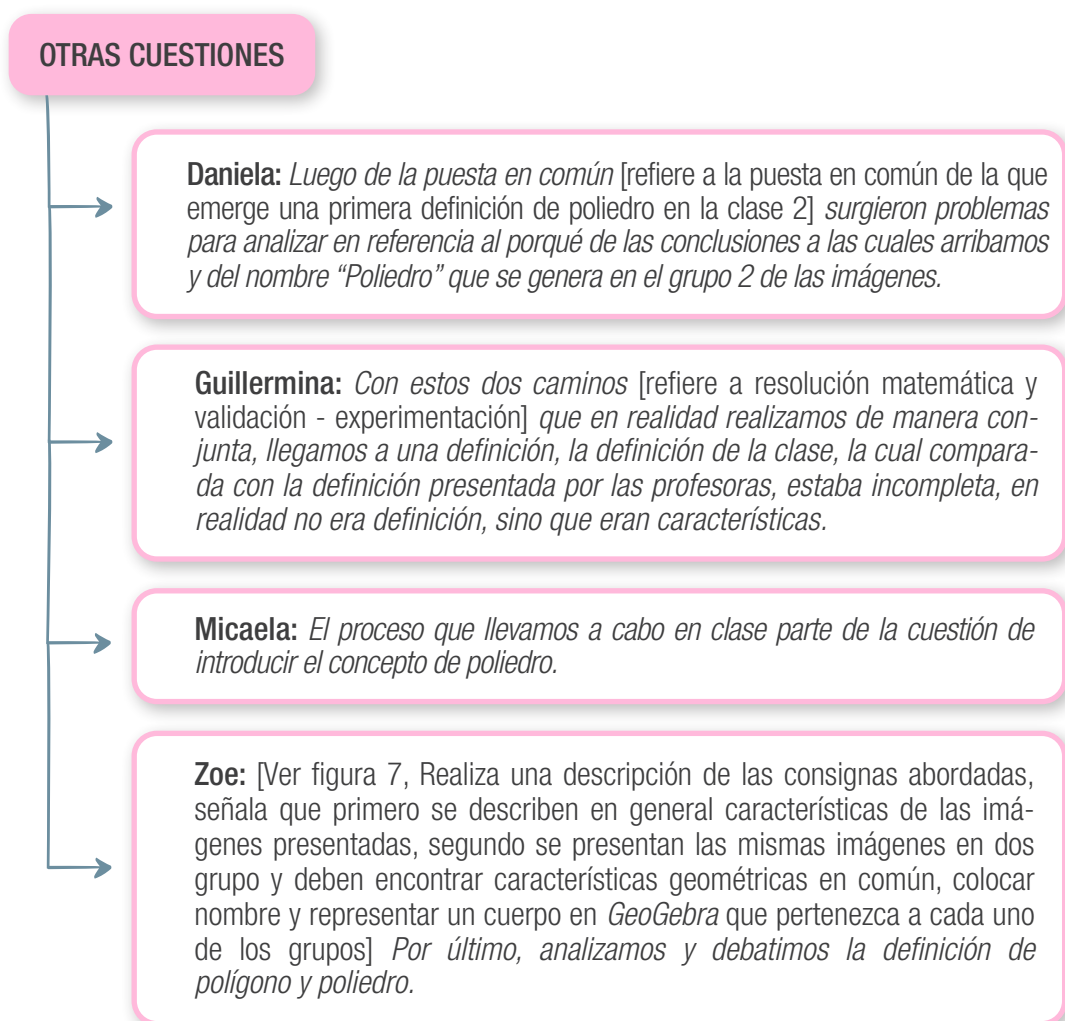 OTRAS CUESTIONES
Daniela: Luego de la puesta en común [refiere a la puesta en común de la que
emerge una primera definición de poliedro en la clase 2] surgieron problemas
para analizar en referencia al porqué de las conclusiones a las cuales arribamos
y del nombre “Poliedro” que se genera en el grupo 2 de las imágenes.
Guillermina: Con estos dos caminos [refiere a resolución matemática y
validación - experimentación] que en realidad realizamos de manera con-
junta, llegamos a una definición, la definición de la clase, la cual compara-
da con la definición presentada por las profesoras, estaba incompleta, en
realidad no era definición, sino que eran características.
Micaela: El proceso que llevamos a cabo en clase parte de la cuestión de
introducir el concepto de poliedro.
Zoe: [Ver figura 7, Realiza una descripción de las consignas abordadas,
señala que primero se describen en general características de las imá-
genes presentadas, segundo se presentan las mismas imágenes en dos
grupo y deben encontrar características geométricas en común, colocar
nombre y representar un cuerpo en GeoGebra que pertenezca a cada uno
de los grupos] Por último, analizamos y debatimos la definición de
polígono y poliedro.